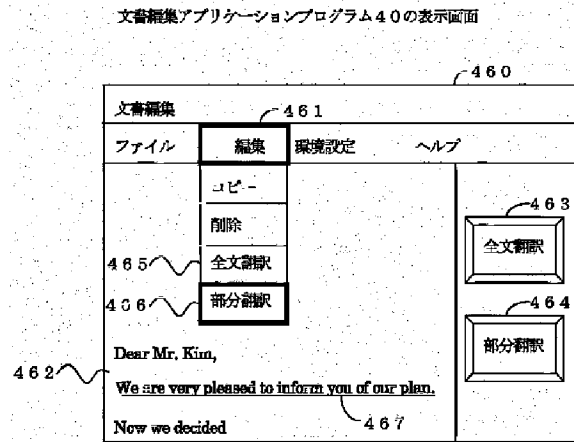 文書編集アプリケーションプログラム40の表示画面
460
文書編集
461
ファイル 編集 環境設定 ヘルプ
コピー
削除
全文翻訳
部分翻訳
463
全文翻訳
464
部分翻訳
465
466
Dear Mr. Kim,
462
We are very pleased to inform you of our plan.
467
Now we decided